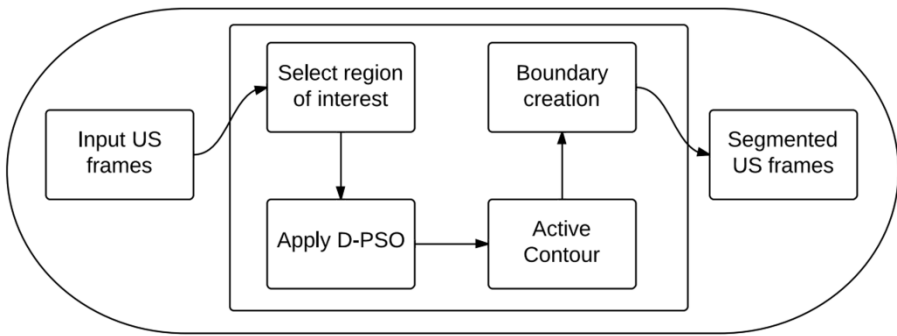 Input US
frames
Select region
of interest
Apply D-PSO
Active
Contour
Boundary
creation
Segmented
US frames